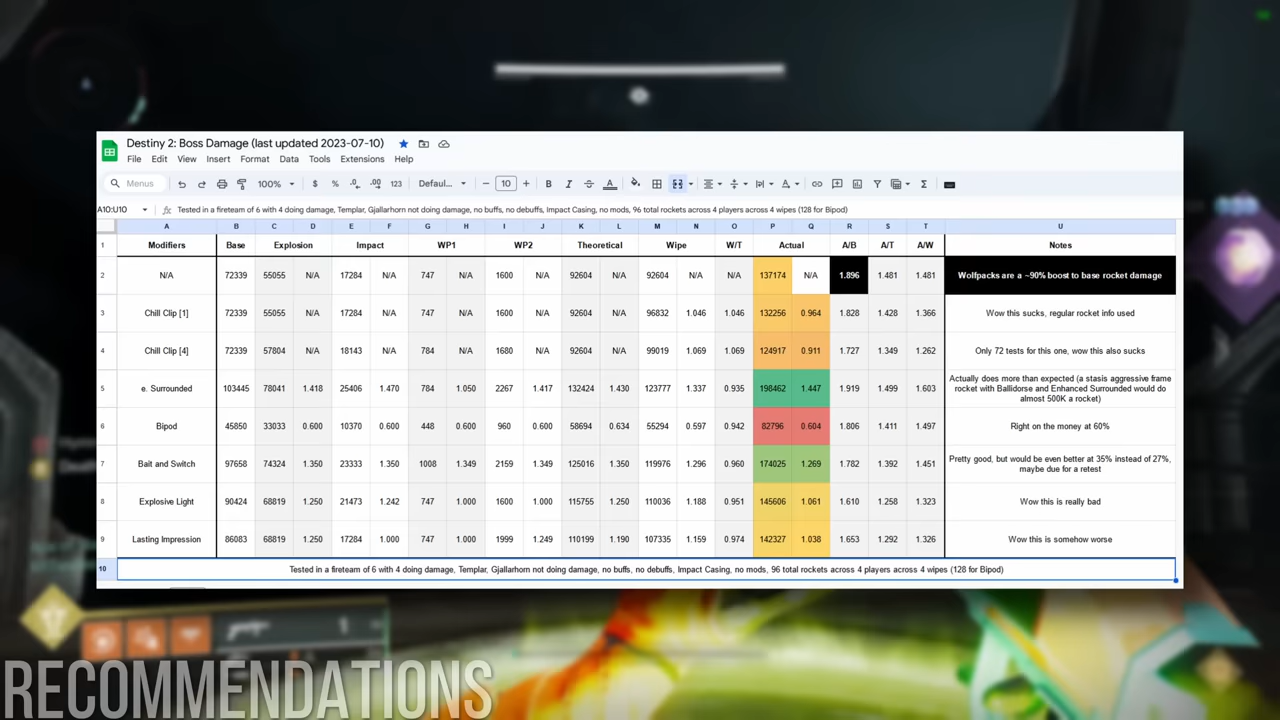 Destiny 2: Boss Damage (last updated 2023-07-10)
File Edit View Insert Format Data Tools Extensions Help
Menus 100% $ % .0 .00 123 Defaul... − 10 + B I S A Σ
A10:U10 fx Tested in a fireteam of 6 with 4 doing damage, Templar, Gjallarhorn not doing damage, no buffs, no debuffs, Impact Casing, no mods, 96 total rockets across 4 players across 4 wipes (128 for Bipod)
A B C D E F G H I J K L M N O P Q R S T U
1 Modifiers Base Explosion Impact WP1 WP2 Theoretical Wipe W/T Actual A/B A/T A/W Notes
2 N/A 72339 55055 N/A 17284 N/A 747 N/A 1600 N/A 92604 N/A 92604 N/A N/A 137174 N/A 1.896 1.481 1.481 Wolfpacks are a ~90% boost to base rocket damage
3 Chill Clip [1] 72339 55055 N/A 17284 N/A 747 N/A 1600 N/A 92604 N/A 96832 1.046 1.046 132256 0.964 1.828 1.428 1.366 Wow this sucks, regular rocket info used
4 Chill Clip [4] 72339 57804 N/A 18143 N/A 784 N/A 1680 N/A 92604 N/A 99019 1.069 1.069 124917 0.911 1.727 1.349 1.262 Only 72 tests for this one, wow this also sucks
5 e. Surrounded 103445 78041 1.418 25406 1.470 784 1.050 2267 1.417 132424 1.430 123777 1.337 0.935 198462 1.447 1.919 1.499 1.603 Actually does more than expected (a stasis aggressive frame
rocket with Ballidorse and Enhanced Surrounded would do
almost 500K a rocket)
6 Bipod 45850 33033 0.600 10370 0.600 448 0.600 960 0.600 58694 0.634 55294 0.597 0.942 82796 0.604 1.806 1.411 1.497 Right on the money at 60%
7 Bait and Switch 97658 74324 1.350 23333 1.350 1008 1.349 2159 1.349 125016 1.350 119976 1.296 0.960 174025 1.269 1.782 1.392 1.451 Pretty good, but would be even better at 35% instead of 27%,
maybe due for a retest
8 Explosive Light 90424 68819 1.250 21473 1.242 747 1.000 1600 1.000 115755 1.250 110036 1.188 0.951 145606 1.061 1.610 1.258 1.323 Wow this is really bad
9 Lasting Impression 86083 68819 1.250 17284 1.000 747 1.000 1999 1.249 110199 1.190 107335 1.159 0.974 142327 1.038 1.653 1.292 1.326 Wow this is somehow worse
10 Tested in a fireteam of 6 with 4 doing damage, Templar, Gjallarhorn not doing damage, no buffs, no debuffs, Impact Casing, no mods, 96 total rockets across 4 players across 4 wipes (128 for Bipod)
1
RECOMMENDATIONS